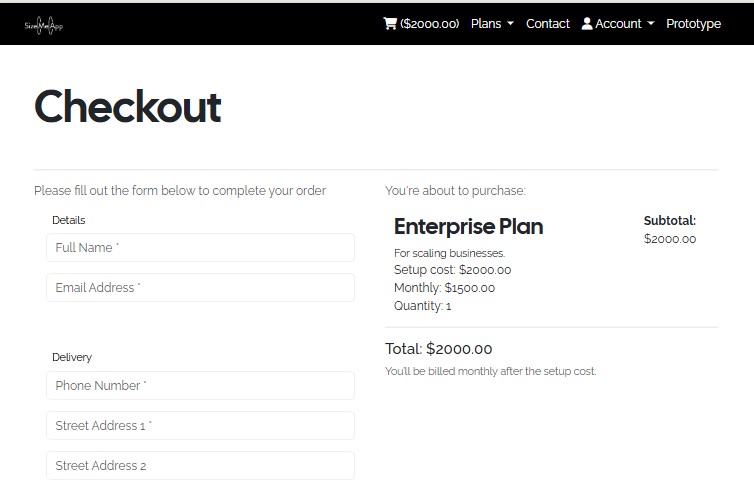 SizeMeApp
($2000.00) Plans Contact Account Prototype
Checkout
Please fill out the form below to complete your order
Details
Full Name *
Email Address *
Delivery
Phone Number *
Street Address 1 *
Street Address 2
You're about to purchase:
Enterprise Plan
For scaling businesses.
Setup cost: $2000.00
Monthly: $1500.00
Quantity: 1
Subtotal:
$2000.00
Total: $2000.00
You'll be billed monthly after the setup cost.